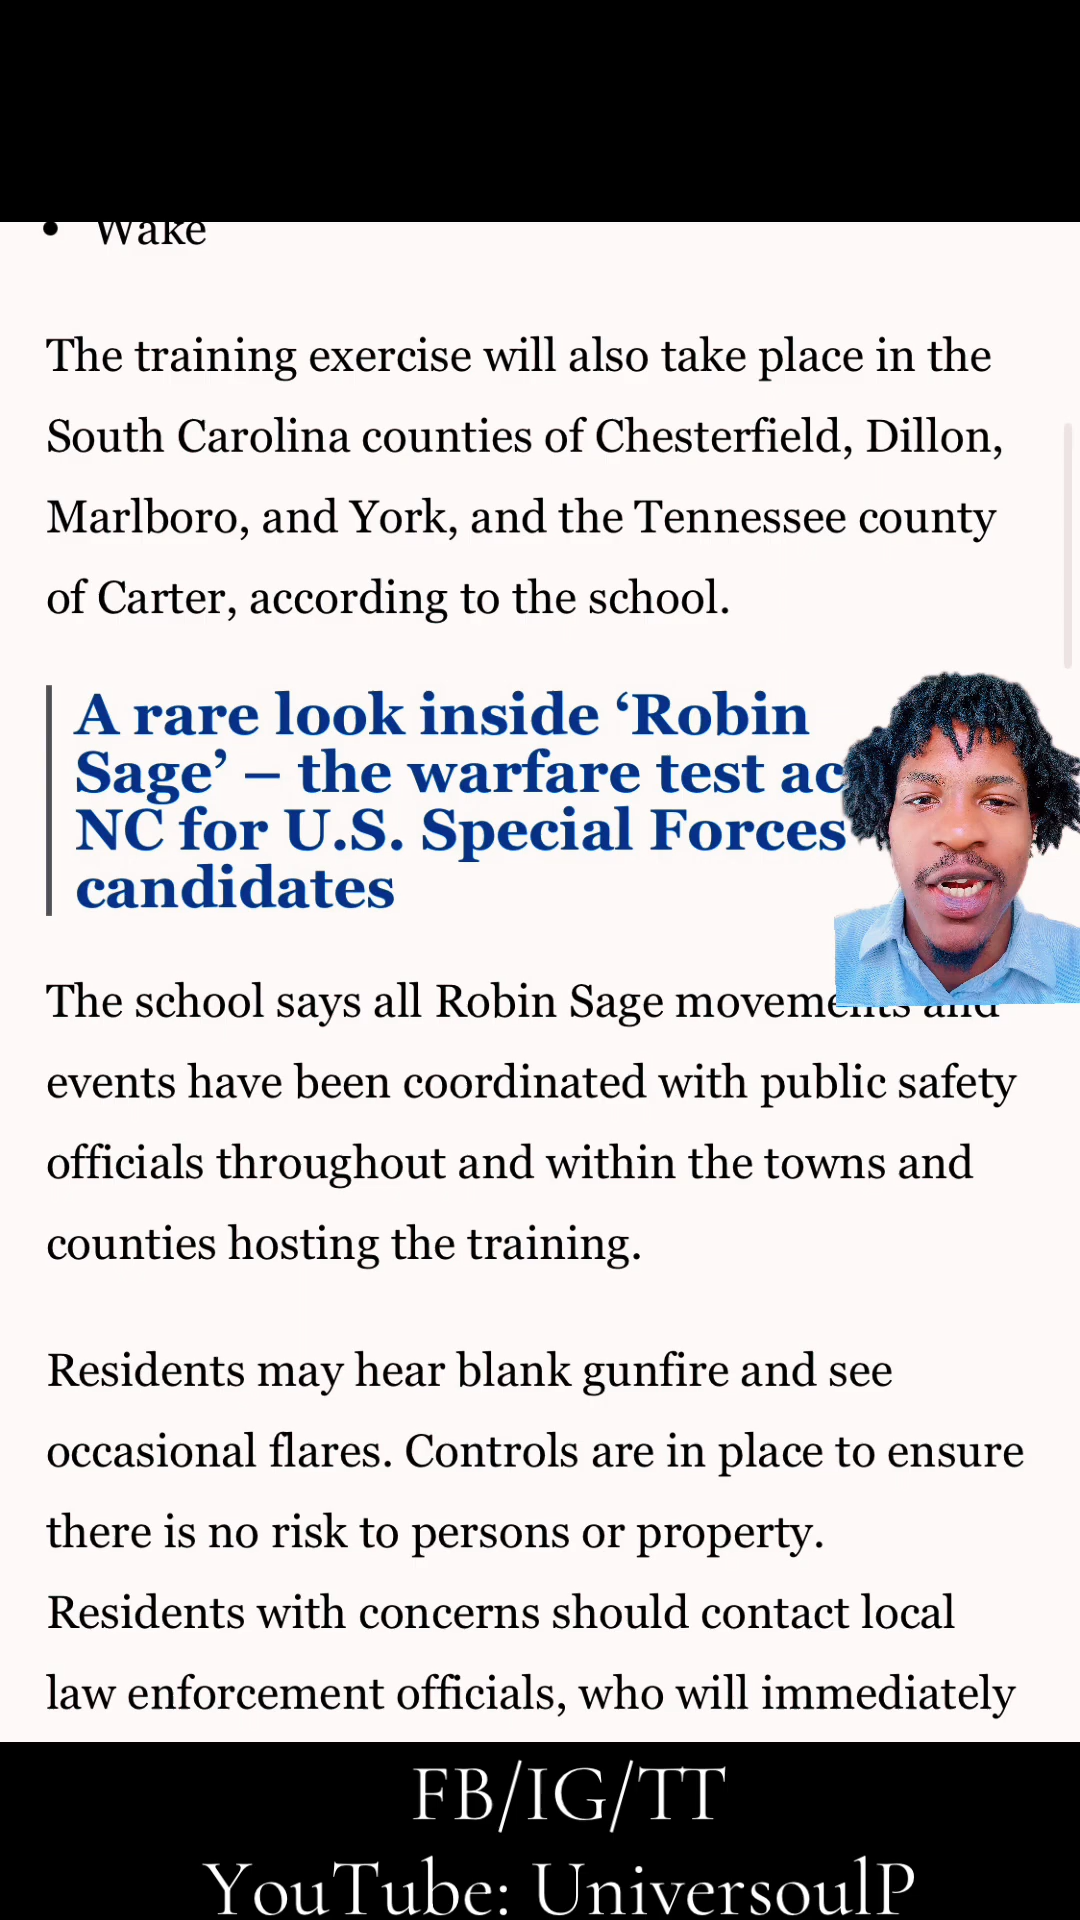 • Wake
The training exercise will also take place in the
South Carolina counties of Chesterfield, Dillon,
Marlboro, and York, and the Tennessee county
of Carter, according to the school.
A rare look inside ‘Robin
Sage’ – the warfare test ac
NC for U.S. Special Forces
candidates
The school says all Robin Sage movements and
events have been coordinated with public safety
officials throughout and within the towns and
counties hosting the training.
Residents may hear blank gunfire and see
occasional flares. Controls are in place to ensure
there is no risk to persons or property.
Residents with concerns should contact local
law enforcement officials, who will immediately
FB/IG/TT
YouTube: UniversoulP